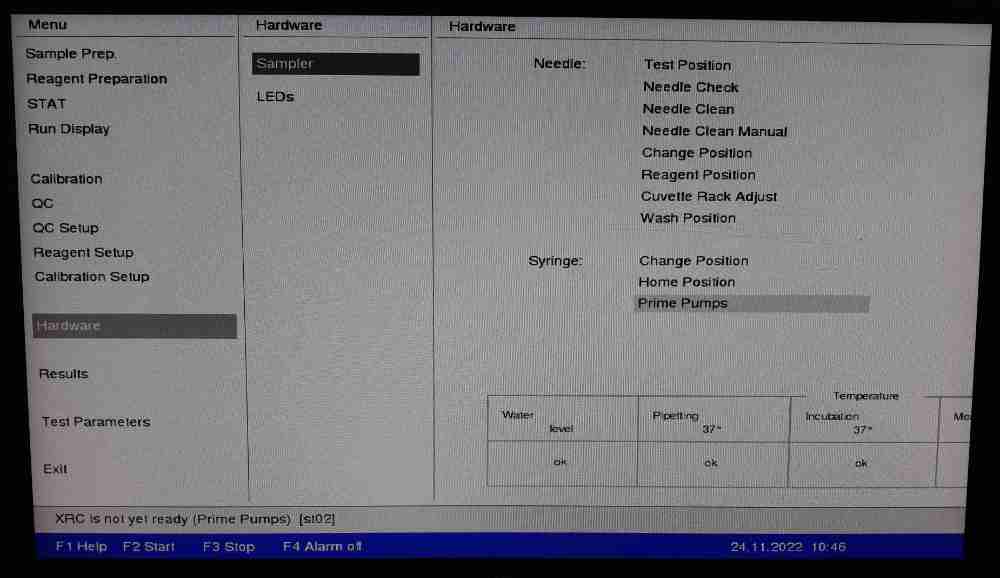 Menu
Sample Prep.
Reagent Preparation
STAT
Run Display
Calibration
QC
QC Setup
Reagent Setup
Calibration Setup
Hardware
Results
Test Parameters
Exit
Hardware
Sampler
LEDs
Hardware
Needle:
Test Position
Needle Check
Needle Clean
Needle Clean Manual
Change Position
Reagent Position
Cuvette Rack Adjust
Wash Position
Syringe:
Change Position
Home Position
Prime Pumps
Temperature
Water level
Pipetting 37°
Incubation 37°
ok ok ok
XRC is not yet ready (Prime Pumps) [st02]
F1 Help F2 Start F3 Stop F4 Alarm off 24.11.2022 10:46